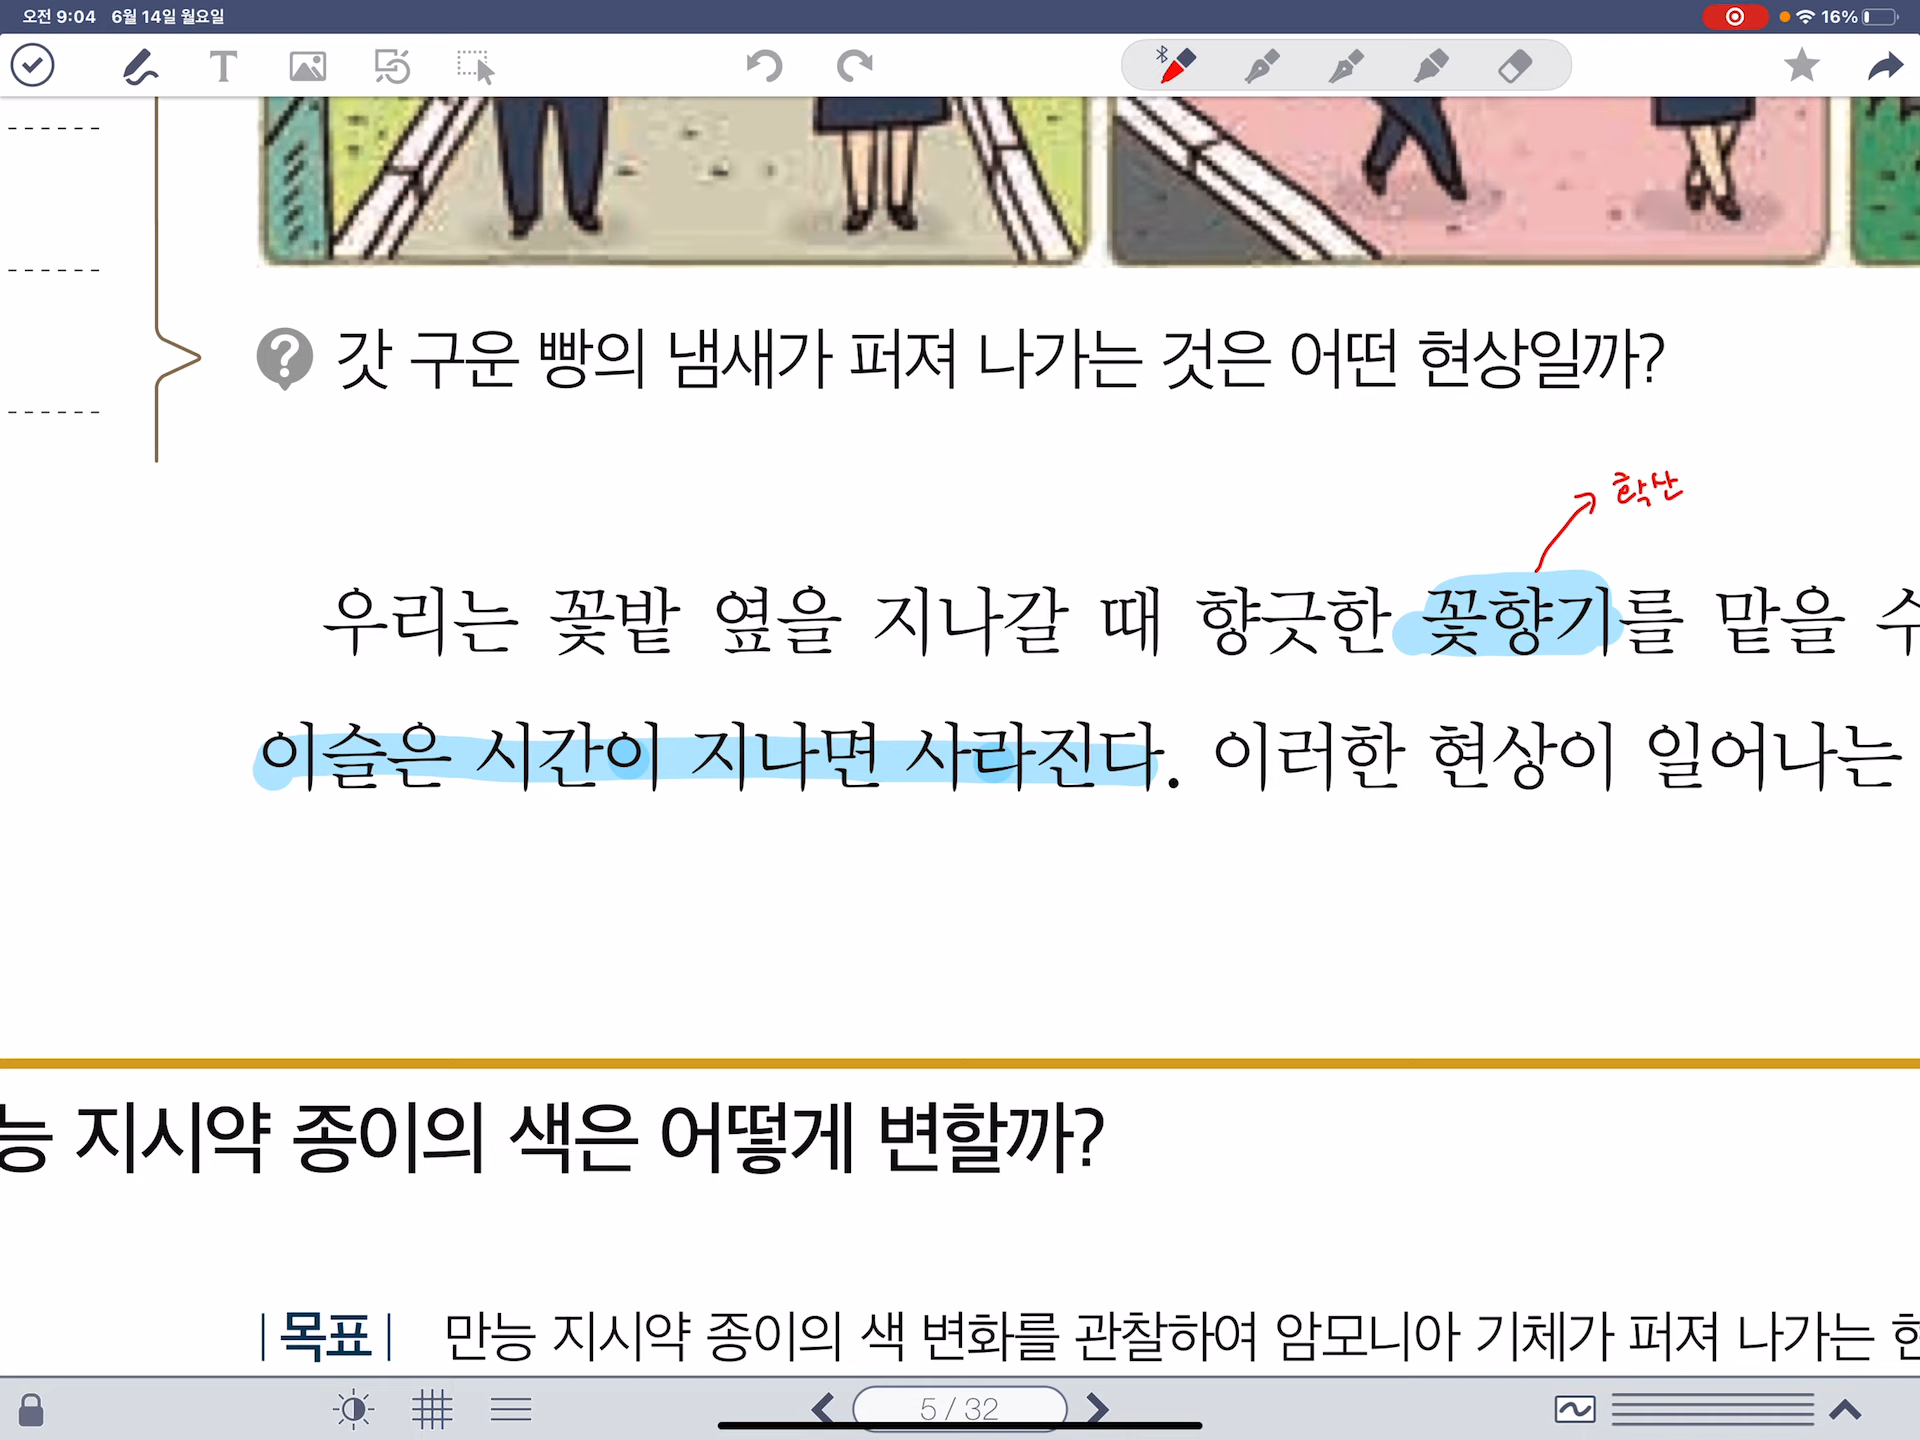 오전 9:04 6월 14일 월요일
16%
T
갓 구운 빵의 냄새가 퍼져 나가는 것은 어떤 현상일까?
확산
우리는 꽃밭 옆을 지나갈 때 향긋한 꽃향기를 맡을 수
이슬은 시간이 지나면 사라진다. 이러한 현상이 일어나는
능 지시약 종이의 색은 어떻게 변할까?
| 목표 | 만능 지시약 종이의 색 변화를 관찰하여 암모니아 기체가 퍼져 나가는 현
5 / 32